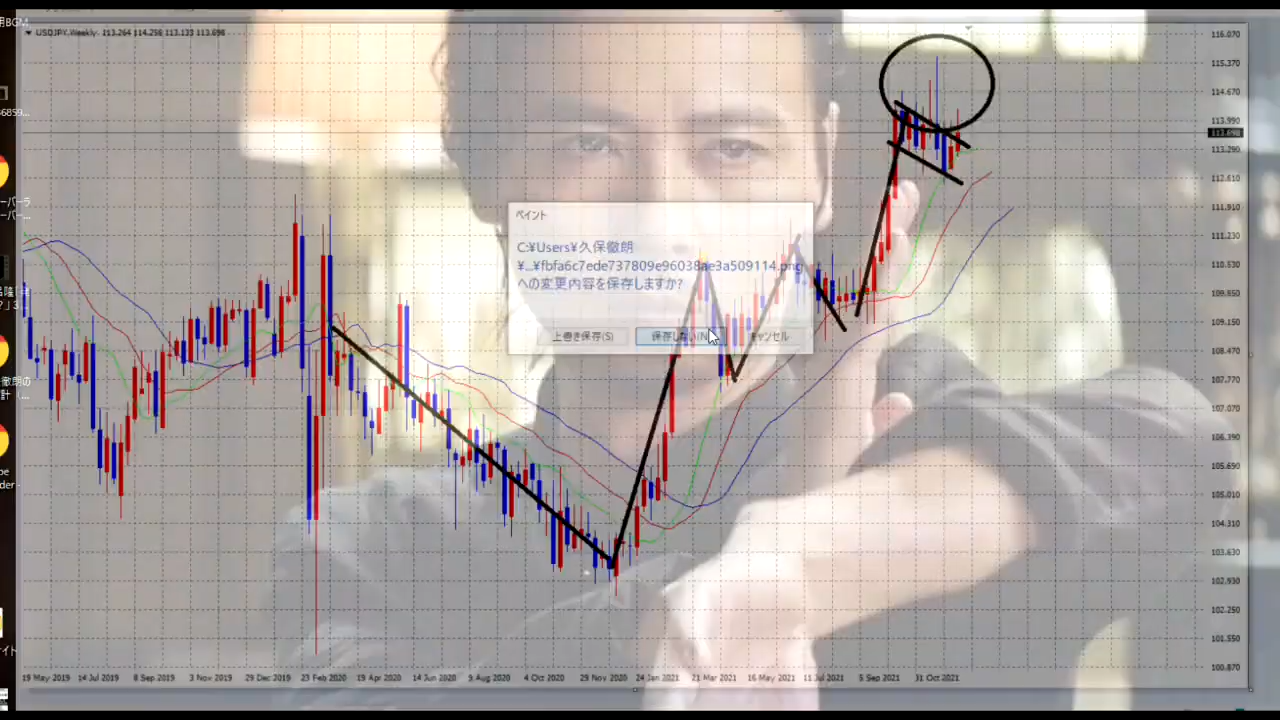 USDJPY,Weekly 113.264 114.256 113.133 113.698
ペイント
C:¥Users¥久保徹朗
¥...¥fbfa6c7ede737809e96038ae3a509114.png
への変更内容を保存しますか?
上書き保存(S)
保存しない(N)
キャンセル
116.070
115.370
114.670
113.990
113.698
113.290
112.610
111.910
111.230
110.530
109.850
109.150
108.470
107.770
107.070
106.390
105.690
105.010
104.310
103.630
102.930
102.250
101.550
100.870
19 May 2019 14 Jul 2019 8 Sep 2019 3 Nov 2019 29 Dec 2019 23 Feb 2020 19 Apr 2020 14 Jun 2020 9 Aug 2020 4 Oct 2020 29 Nov 2020 24 Jan 2021 21 Mar 2021 16 May 2021 11 Jul 2021 5 Sep 2021 31 Oct 2021